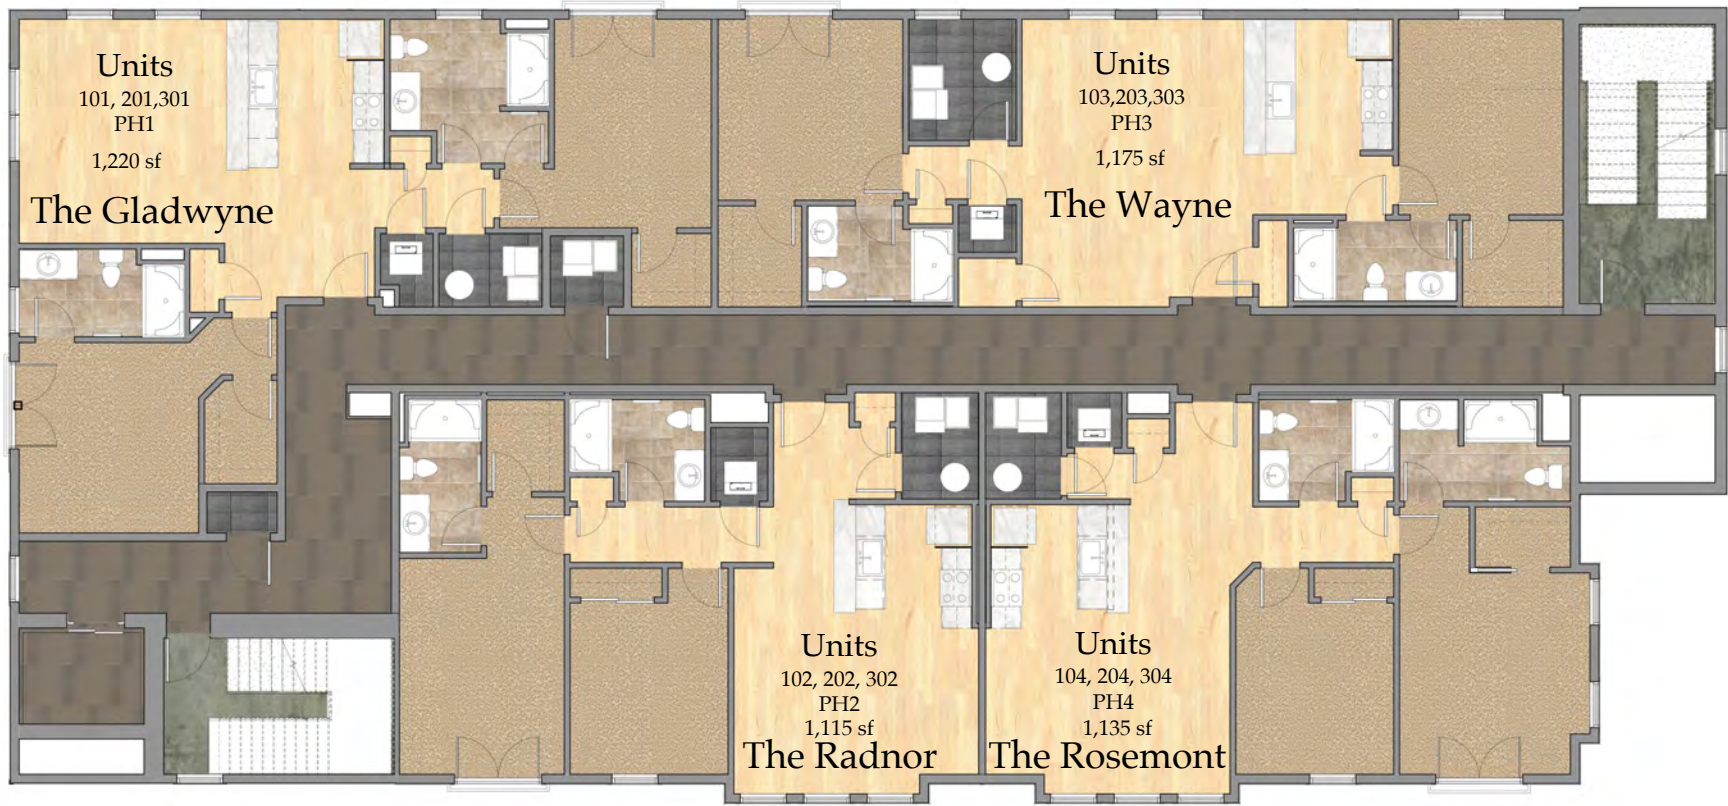 Units
101, 201,301
PH1
1,220 sf
The Gladwyne
Units
103,203,303
PH3
1,175 sf
The Wayne
Units
102, 202, 302
PH2
1,115 sf
The Radnor
Units
104, 204, 304
PH4
1,135 sf
The Rosemont